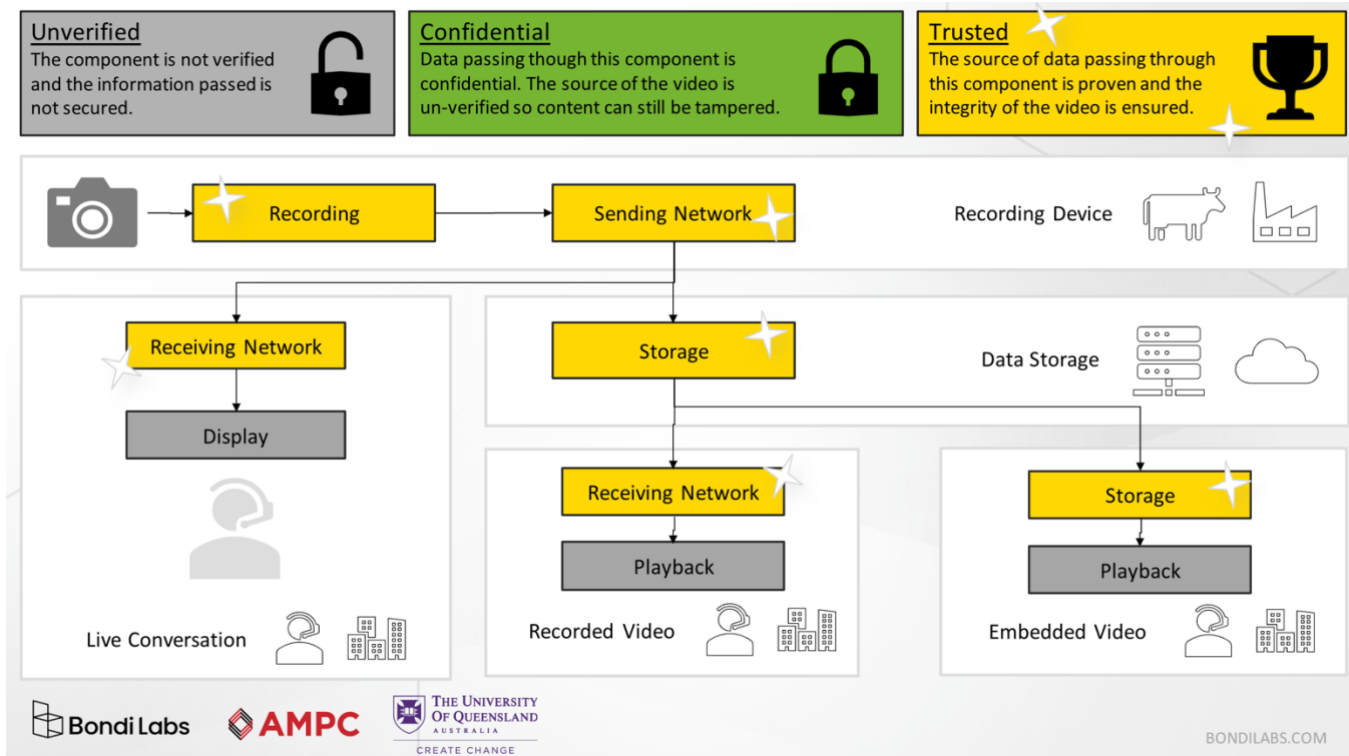 Unverified
The component is not verified
and the information passed is
not secured.
Confidential
Data passing though this component is
confidential. The source of the video is
un-verified so content can still be tampered.
Trusted
The source of data passing through
this component is proven and the
integrity of the video is ensured.
Recording
Sending Network
Recording Device
Receiving Network
Display
Live Conversation
Storage
Data Storage
Receiving Network
Playback
Recorded Video
Storage
Playback
Embedded Video
Bondi Labs
AMPC
THE UNIVERSITY
OF QUEENSLAND
AUSTRALIA
CREATE CHANGE
BONDILABS.COM